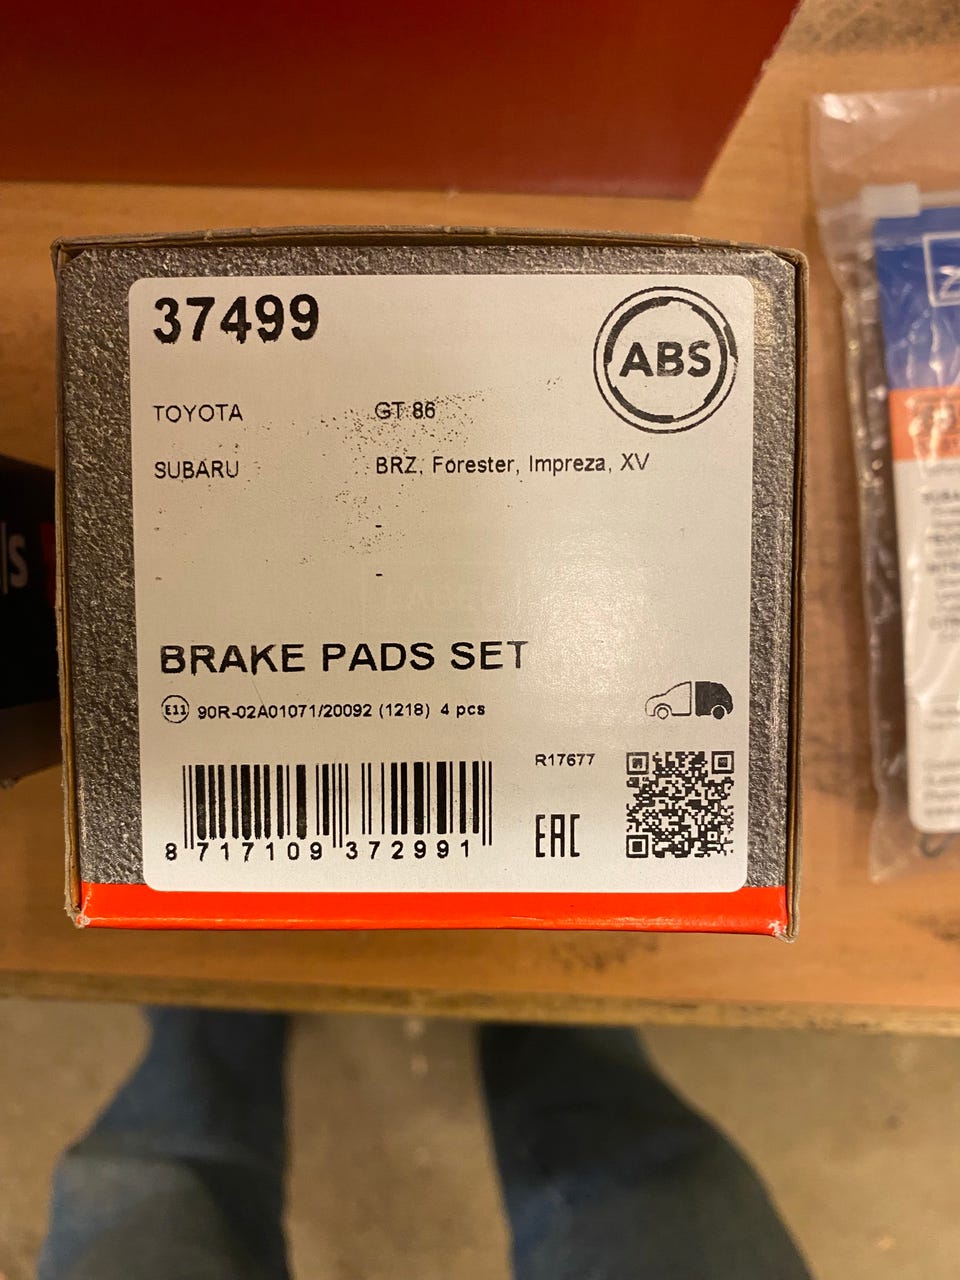 37499
ABS
TOYOTA GT 86
SUBARU BRZ, Forester, Impreza, XV
- -
- -
BRAKE PADS SET
E11 90R-02A01071/20092 (1218) 4 pcs
R17677
EAC
8 717109 372991